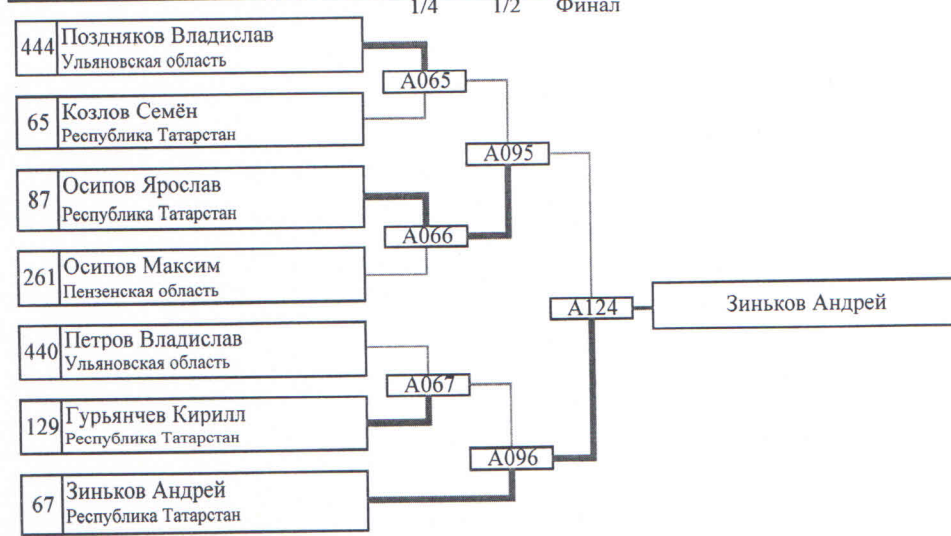 1/4 1/2 Финал
444 Поздняков Владислав
Ульяновская область
A065
65 Козлов Семён
Республика Татарстан
A095
87 Осипов Ярослав
Республика Татарстан
A066
261 Осипов Максим
Пензенская область
A124 Зиньков Андрей
440 Петров Владислав
Ульяновская область
A067
129 Гурьянчев Кирилл
Республика Татарстан
A096
67 Зиньков Андрей
Республика Татарстан